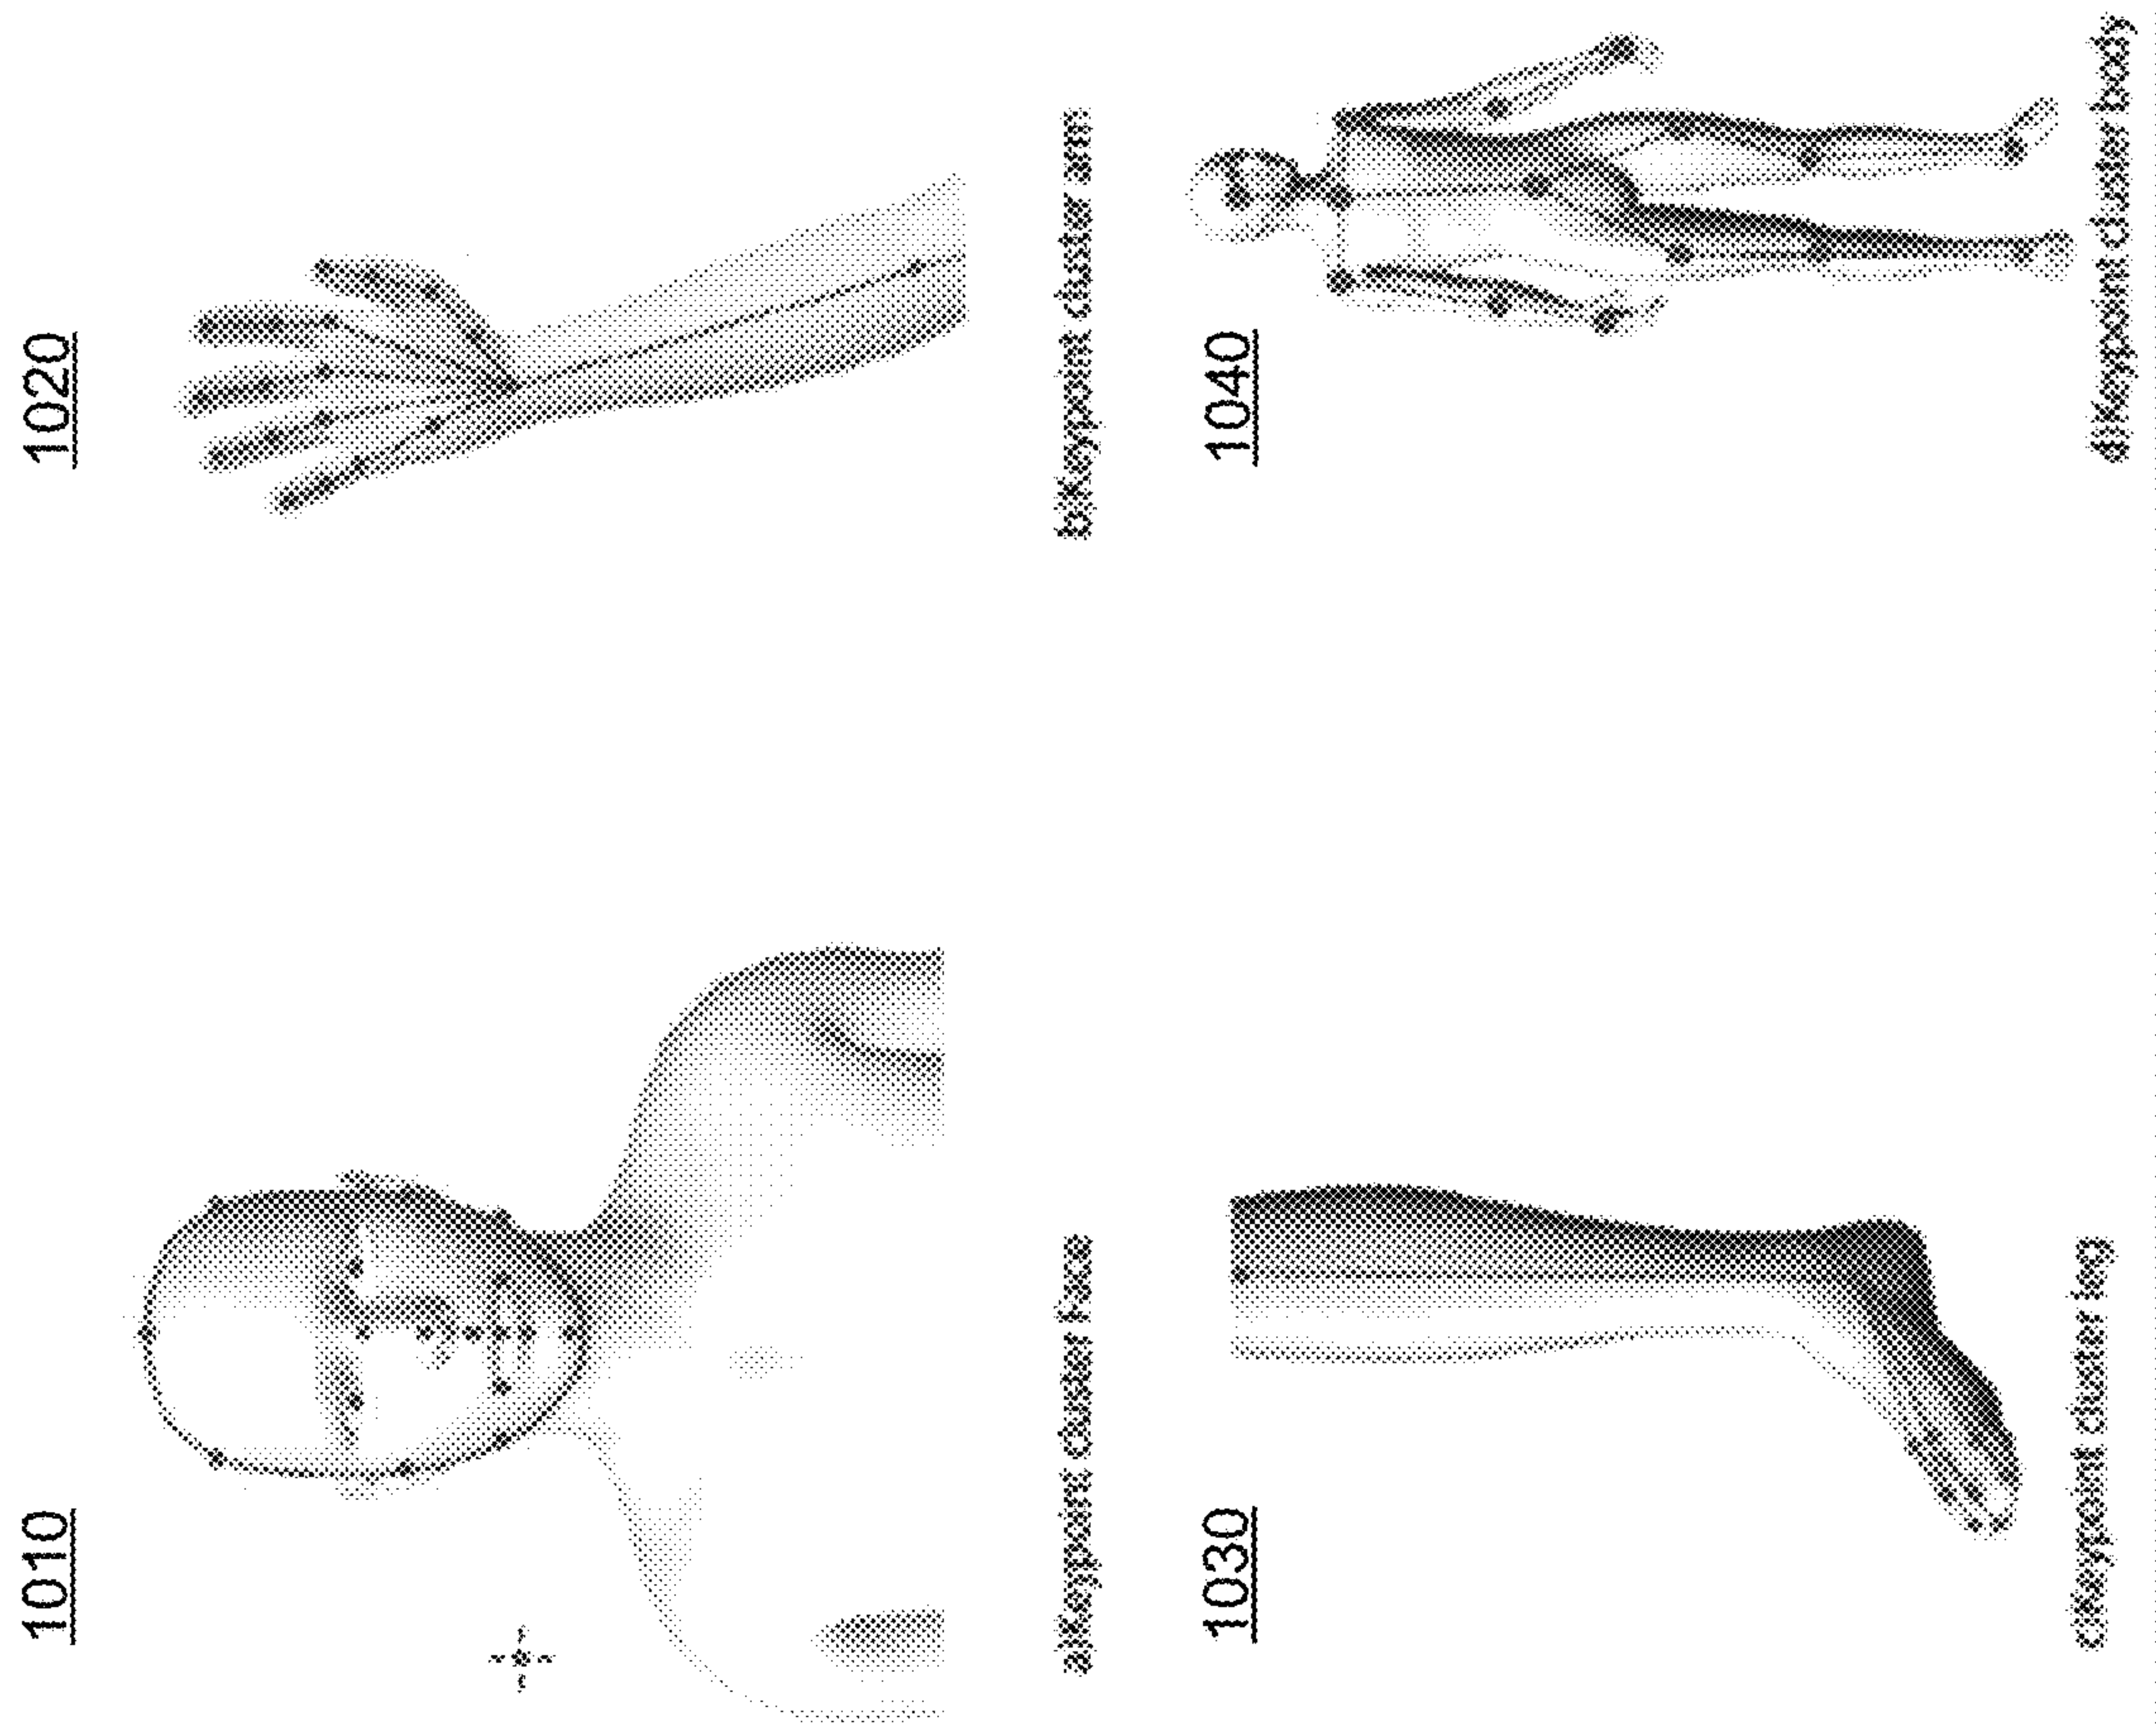 1010
a)Keypoint cluster Face
1020
b)Keypoint cluster arm
1030
c)Keypoint cluster leg
1040
d)Keypoint cluster body